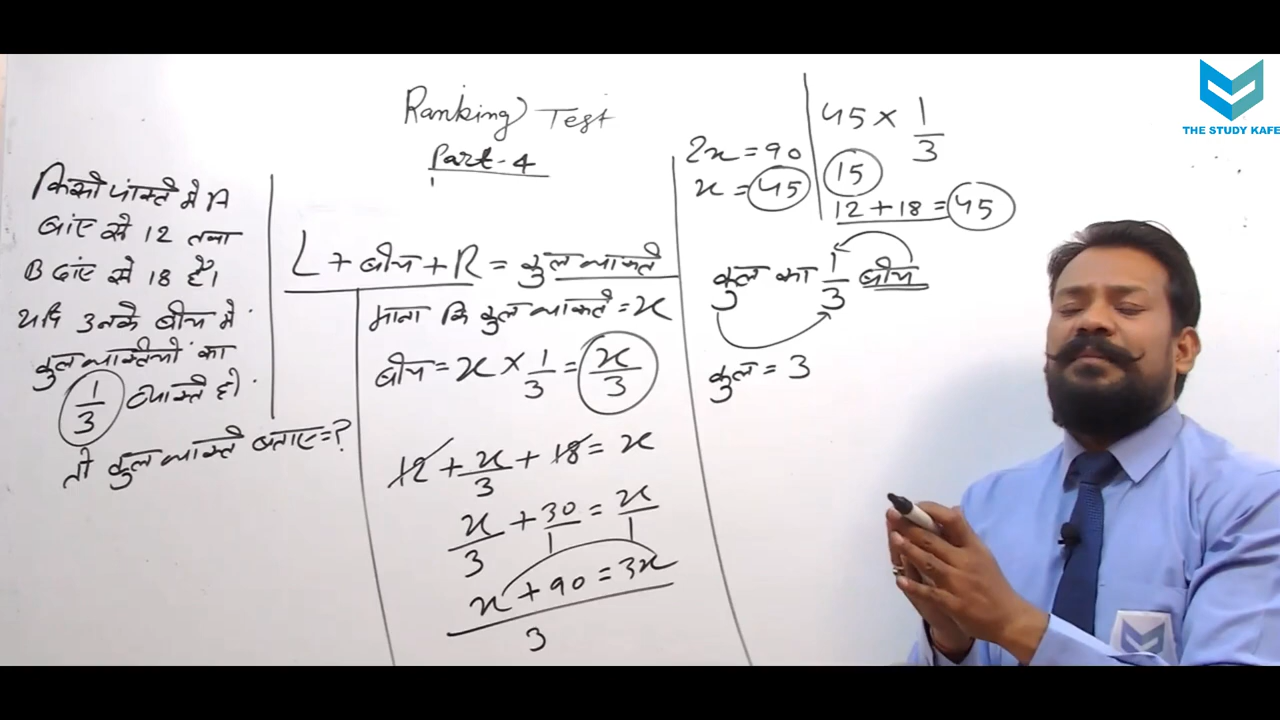 Ranking Test
Part-4
किसी पंक्ति मे A
बांए से 12 तथा
B दांए से 18 है।
यदि उनके बीच मे
कुल व्यक्तियों का
1/3 व्यक्ति हो
तो कुल व्यक्ति बताए=?
L + बीच + R = कुल व्यक्ति
माना कि कुल व्यक्ति = x
बीच = x × 1/3 = x/3
12 + x/3 + 18 = x
x/3 + 30/1 = x/1
x + 90 = 3x
3
2x = 90
x = 45
45 × 1/3
15
12 + 18 = 45
कुल का 1/3 बीच
कुल = 3
THE STUDY KAFE